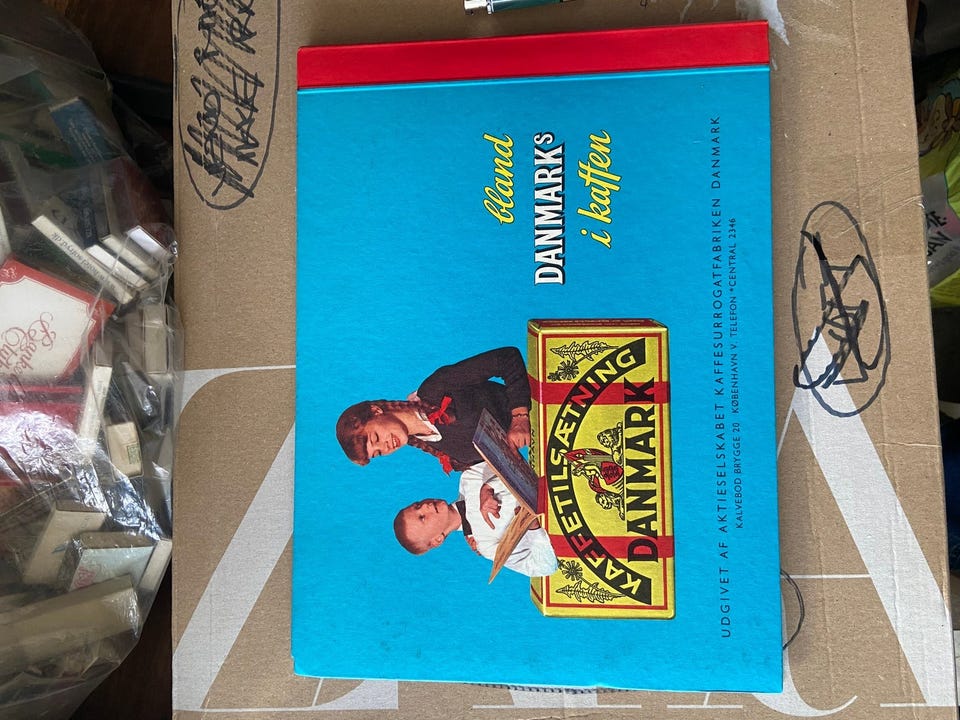 bland
DANMARKS
i kaffen
KAFFETILSÆTNING
DANMARK
UDGIVET AF AKTIESELSKABET KAFFESURROGATFABRIKEN DANMARK
KALVEBOD BRYGGE 20 KØBENHAVN V. TELEFON *CENTRAL 2346